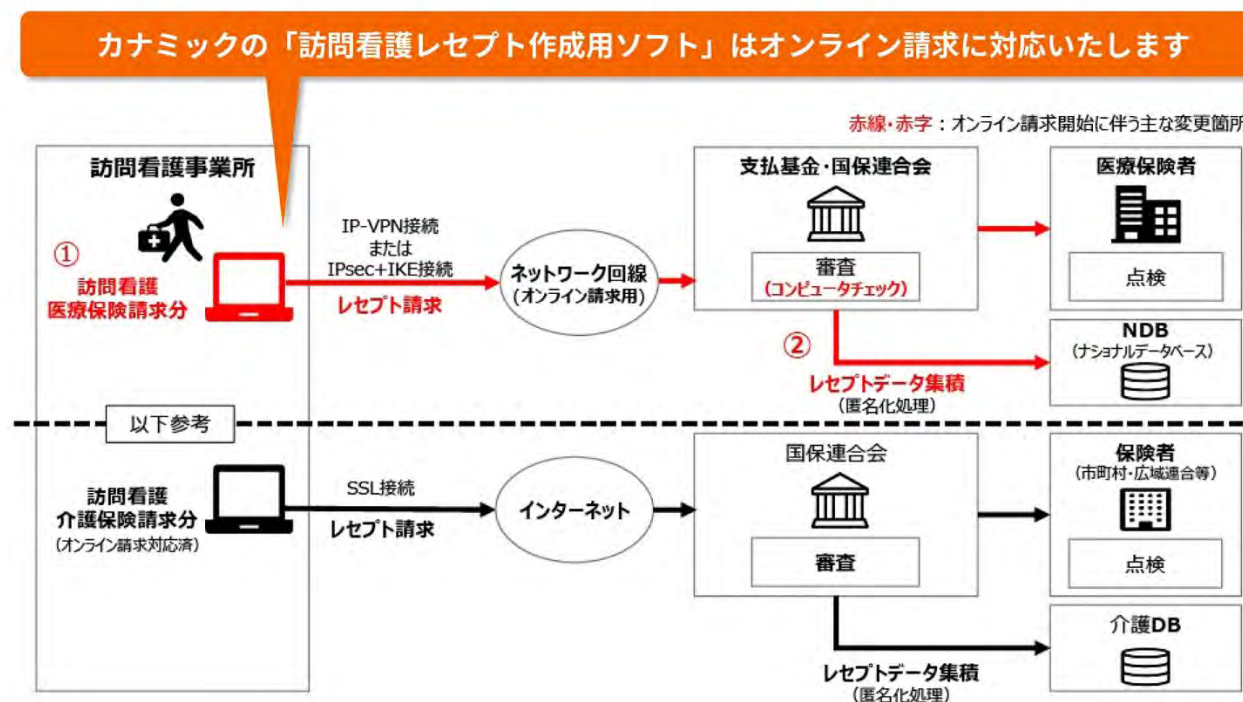 カナミックの「訪問看護レセプト作成用ソフト」はオンライン請求に対応いたします
赤線・赤字：オンライン請求開始に伴う主な変更箇所
訪問看護事業所
①
訪問看護
医療保険請求分
IP-VPN接続
または
IPsec+IKE接続
レセプト請求
ネットワーク回線
(オンライン請求用)
支払基金・国保連合会
審査
(コンピュータチェック)
医療保険者
点検
②
レセプトデータ集積
(匿名化処理)
NDB
(ナショナルデータベース)
以下参考
訪問看護
介護保険請求分
(オンライン請求対応済)
SSL接続
レセプト請求
インターネット
国保連合会
審査
保険者
(市町村・広域連合等)
点検
レセプトデータ集積
(匿名化処理)
介護DB